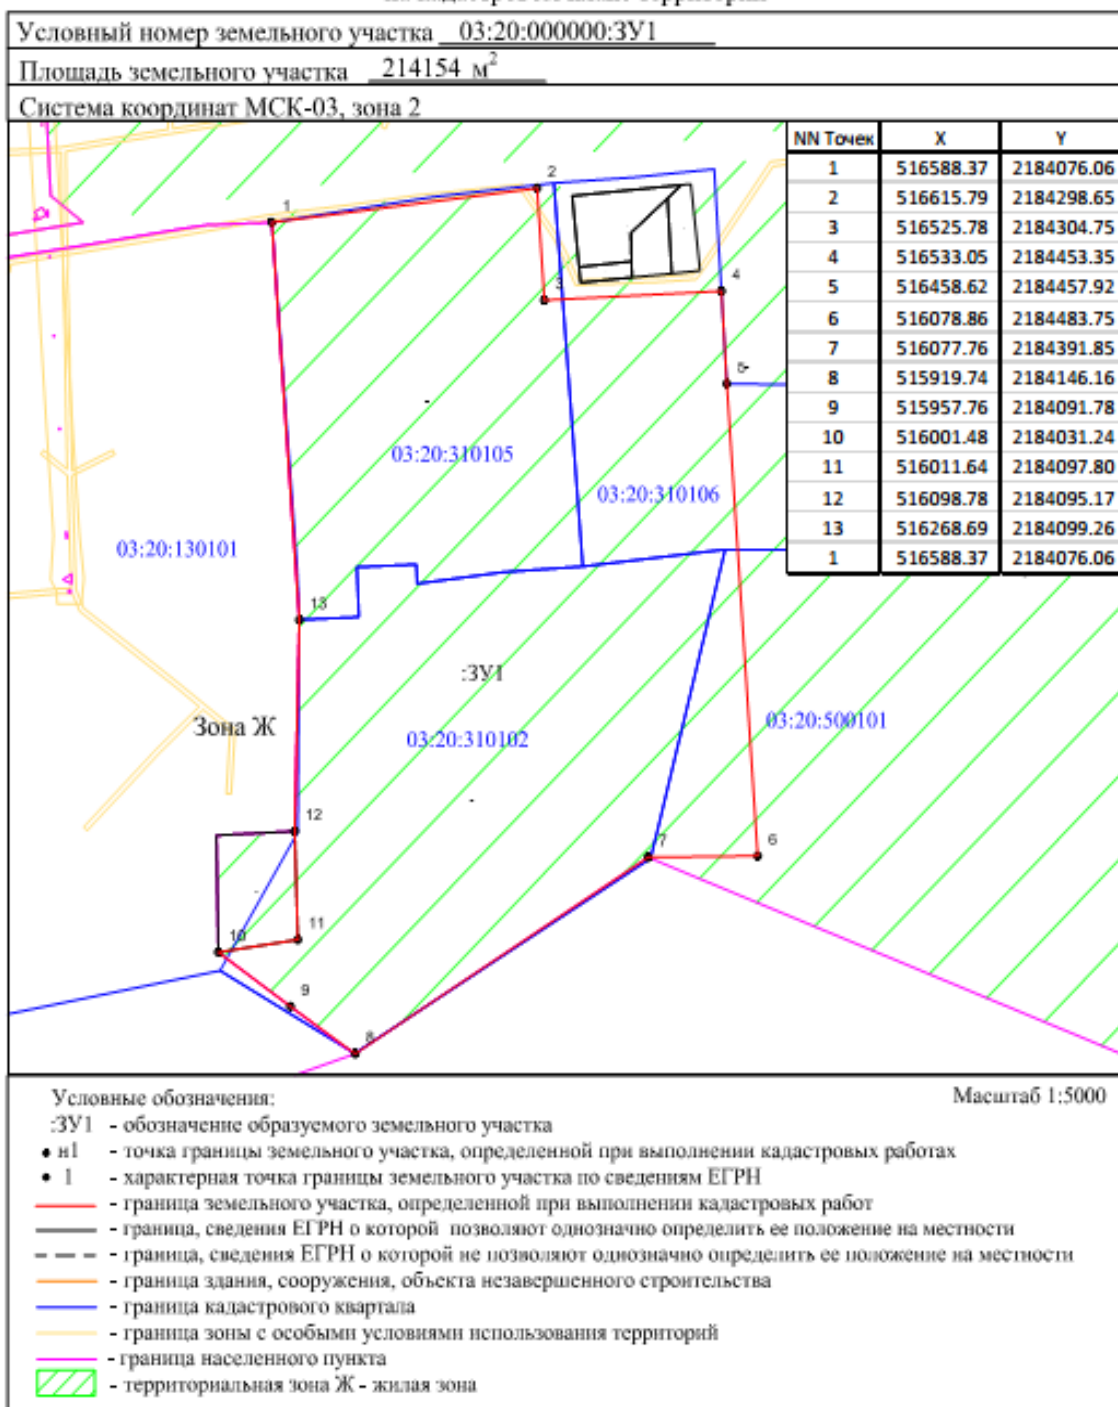 Условный номер земельного участка 03:20:000000:ЗУ1
Площадь земельного участка 214154 м²
Система координат МСК-03, зона 2
NN Точек X Y
1 516588.37 2184076.06
2 516615.79 2184298.65
3 516525.78 2184304.75
4 516533.05 2184453.35
5 516458.62 2184457.92
6 516078.86 2184483.75
7 516077.76 2184391.85
8 515919.74 2184146.16
9 515957.76 2184091.78
10 516001.48 2184031.24
11 516011.64 2184097.80
12 516098.78 2184095.17
13 516268.69 2184099.26
1 516588.37 2184076.06
1
2
3
4
5
03:20:310105
03:20:310106
03:20:130101
13
:ЗУ1
Зона Ж
03:20:310102
03:20:500101
12
7
6
11
10
9
8
Условные обозначения:
Масштаб 1:5000
:ЗУ1 - обозначение образуемого земельного участка
н1 - точка границы земельного участка, определенной при выполнении кадастровых работах
1 - характерная точка границы земельного участка по сведениям ЕГРН
- граница земельного участка, определенной при выполнении кадастровых работ
- граница, сведения ЕГРН о которой позволяют однозначно определить ее положение на местности
- граница, сведения ЕГРН о которой не позволяют однозначно определить ее положение на местности
- граница здания, сооружения, объекта незавершенного строительства
- граница кадастрового квартала
- граница зоны с особыми условиями использования территорий
- граница населенного пункта
- территориальная зона Ж - жилая зона